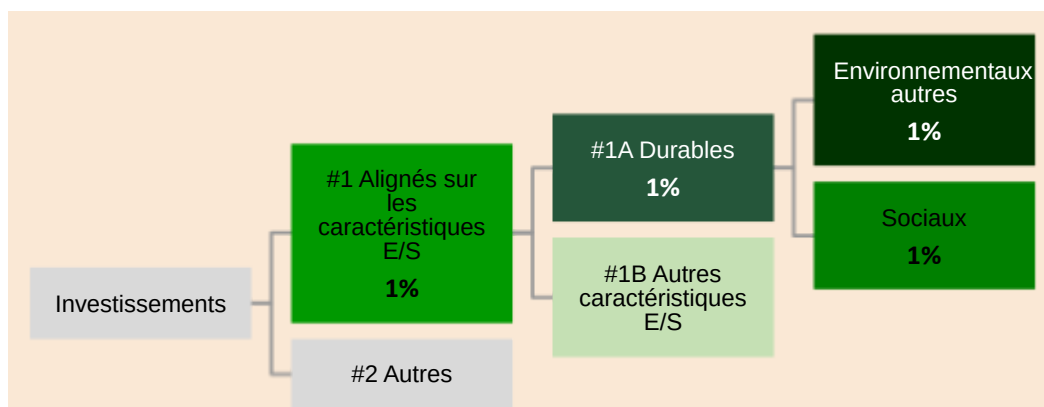 Investissements
#1 Alignés sur
les
caractéristiques
E/S
1%
#2 Autres
#1A Durables
1%
#1B Autres
caractéristiques
E/S
Environnementaux
autres
1%
Sociaux
1%